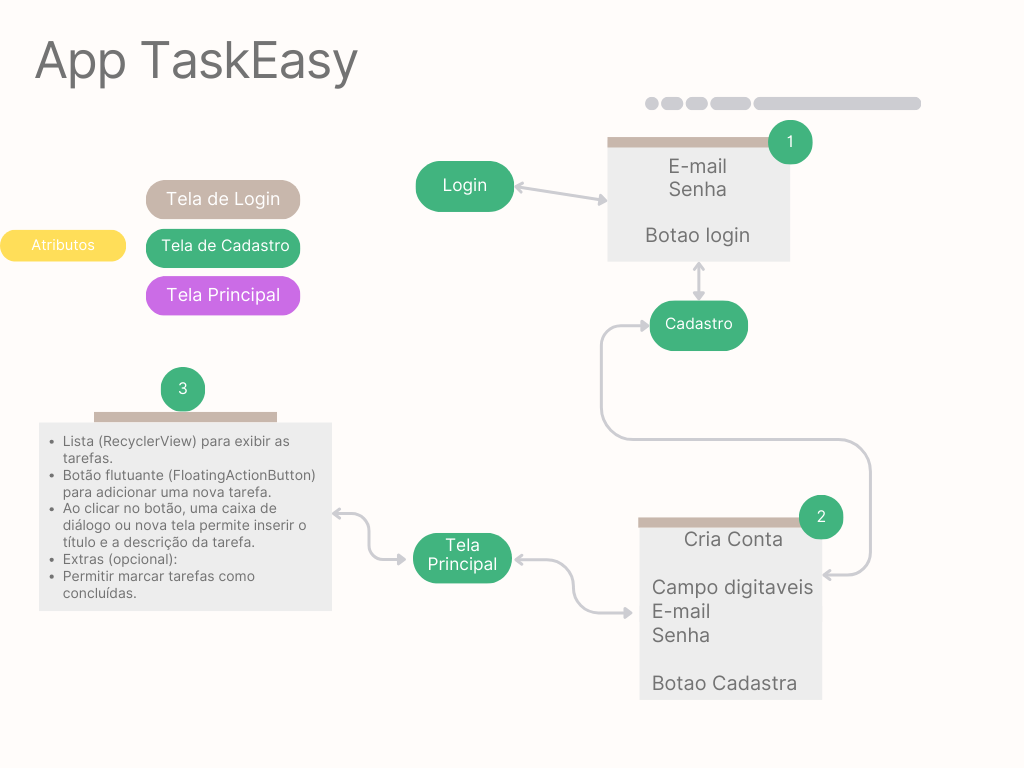 App TaskEasy
1
E-mail
Senha
Botao login
Login
Tela de Login
Atributos
Tela de Cadastro
Tela Principal
Cadastro
3
• Lista (RecyclerView) para exibir as
tarefas.
• Botão flutuante (FloatingActionButton)
para adicionar uma nova tarefa.
• Ao clicar no botão, uma caixa de
diálogo ou nova tela permite inserir o
título e a descrição da tarefa.
• Extras (opcional):
• Permitir marcar tarefas como
concluídas.
Tela
Principal
2
Cria Conta
Campo digitaveis
E-mail
Senha
Botao Cadastra